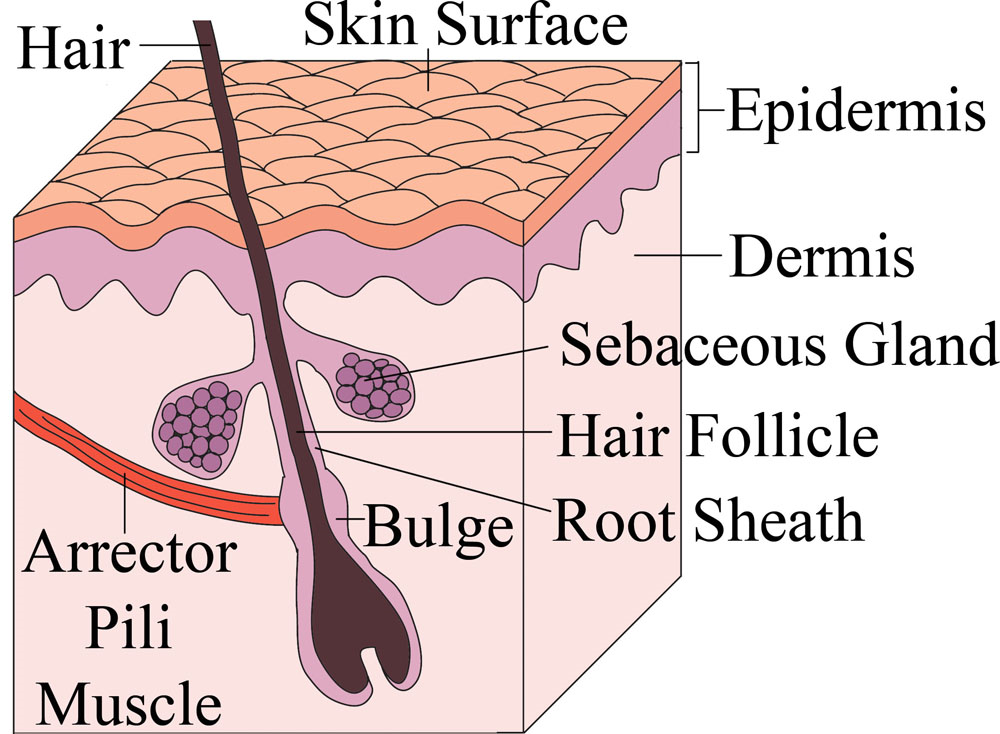 Skin Surface
Hair
Epidermis
Dermis
Sebaceous Gland
Hair Follicle
Root Sheath
Bulge
Arrector
Pili
Muscle